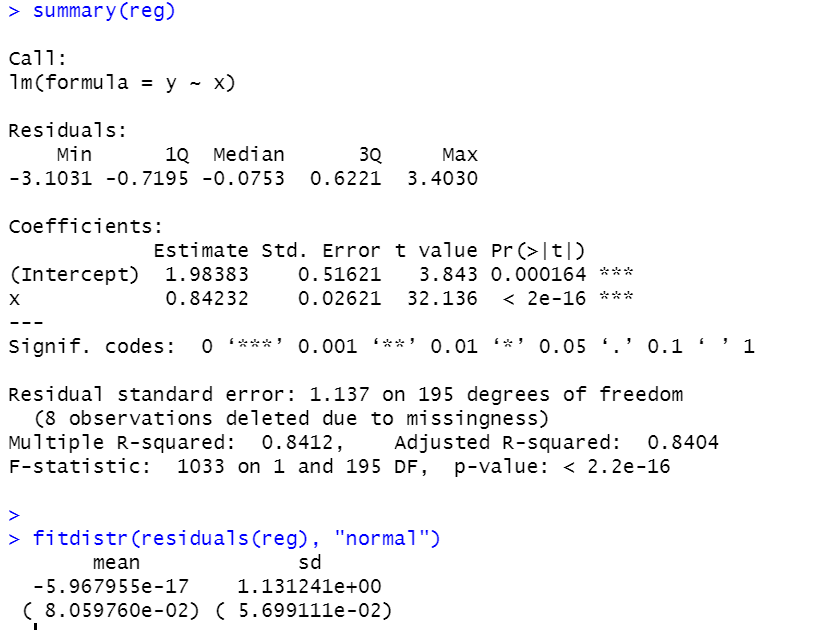 > summary(reg)
Call:
lm(formula = y ~ x)
Residuals:
    Min      1Q  Median      3Q     Max
-3.1031 -0.7195 -0.0753  0.6221  3.4030
Coefficients:
            Estimate Std. Error t value Pr(>|t|)
(Intercept)  1.98383    0.51621   3.843 0.000164 ***
x            0.84232    0.02621  32.136  < 2e-16 ***
---
Signif. codes:  0 ‘***’ 0.001 ‘**’ 0.01 ‘*’ 0.05 ‘.’ 0.1 ‘ ’ 1
Residual standard error: 1.137 on 195 degrees of freedom
  (8 observations deleted due to missingness)
Multiple R-squared:  0.8412,    Adjusted R-squared:  0.8404
F-statistic:  1033 on 1 and 195 DF,  p-value: < 2.2e-16
>
> fitdistr(residuals(reg), "normal")
       mean             sd
  -5.967955e-17    1.131241e+00
 ( 8.059760e-02) ( 5.699111e-02)